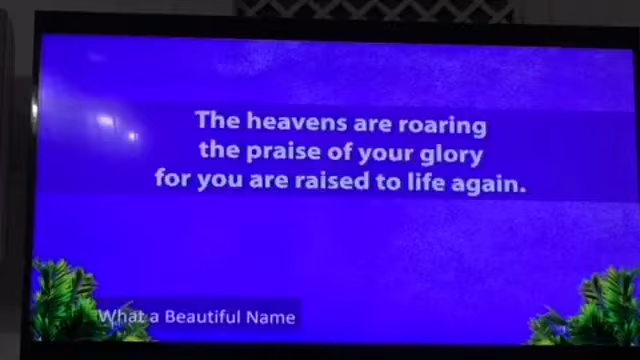 The heavens are roaring
the praise of your glory
for you are raised to life again.
What a Beautiful Name